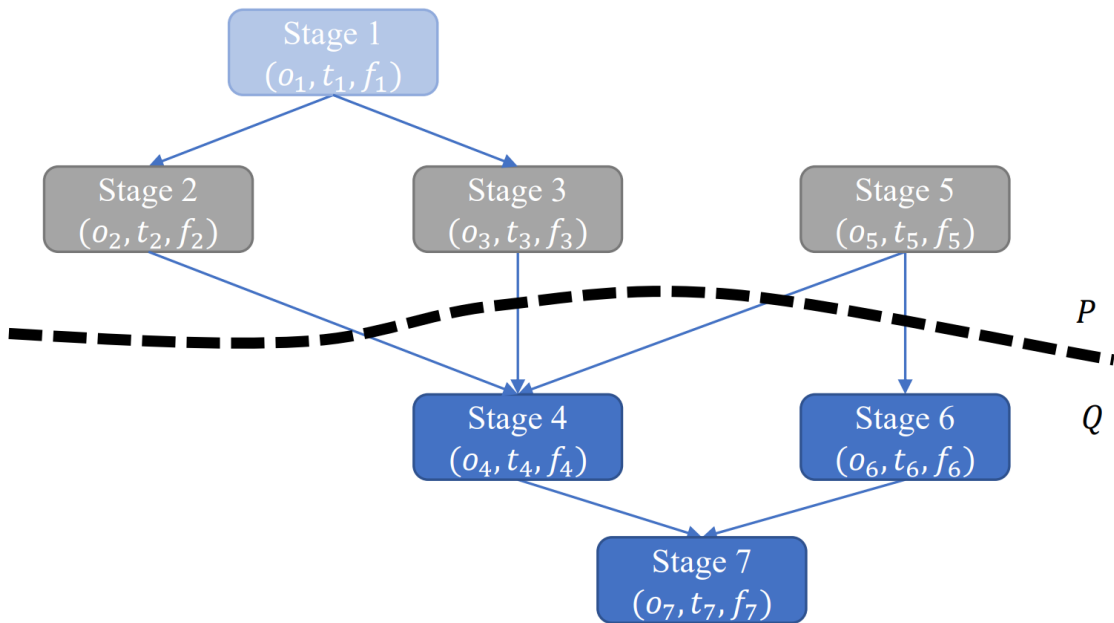 Stage 1
(o₁, t₁, f₁)
Stage 2
(o₂, t₂, f₂)
Stage 3
(o₃, t₃, f₃)
Stage 5
(o₅, t₅, f₅)
P
Q
Stage 4
(o₄, t₄, f₄)
Stage 6
(o₆, t₆, f₆)
Stage 7
(o₇, t₇, f₇)